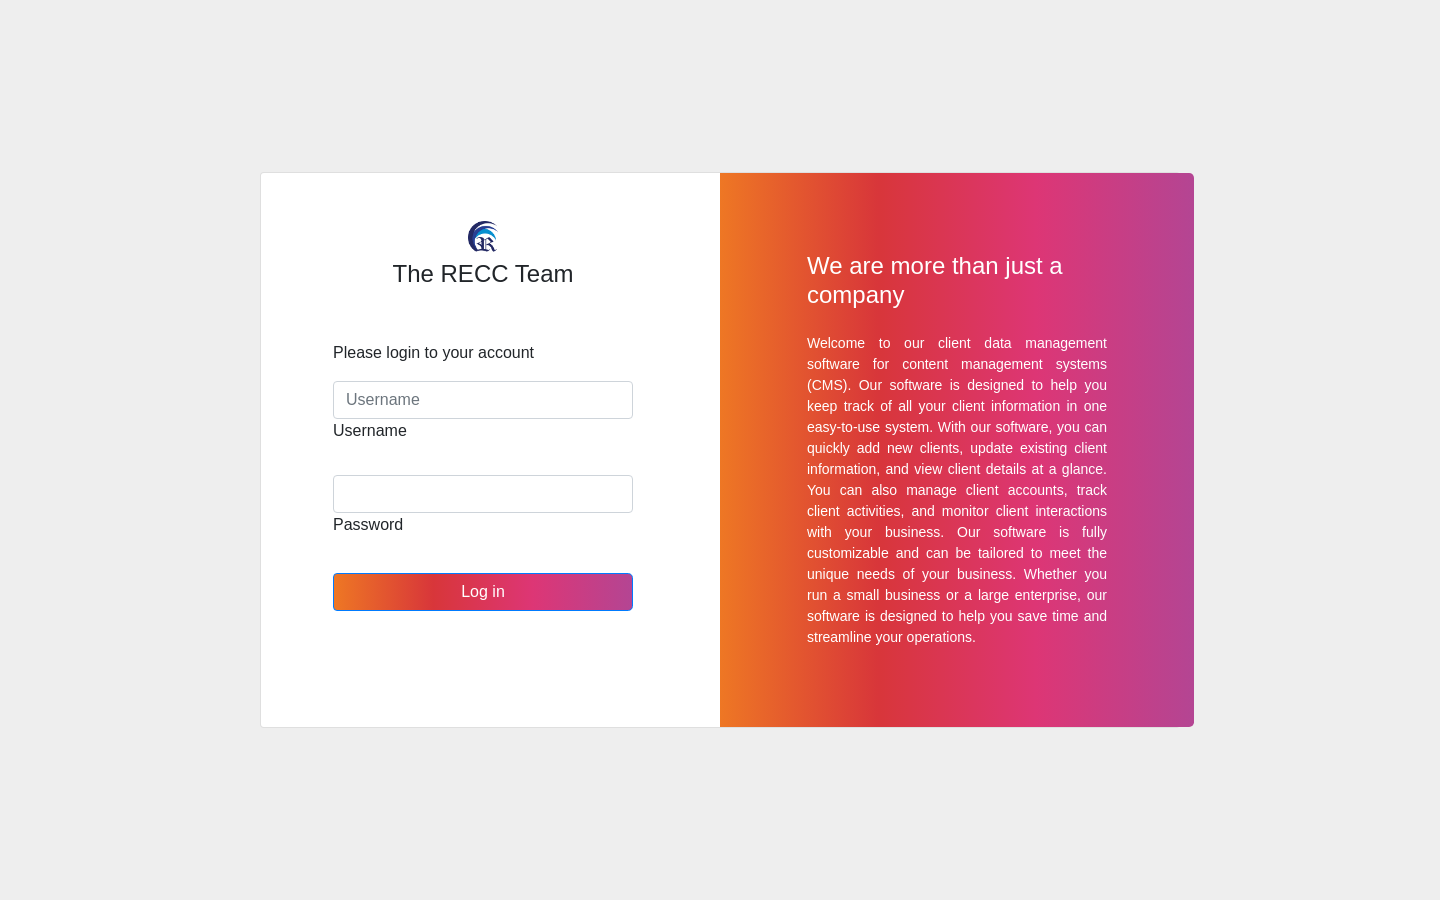 R
The RECC Team
Please login to your account
Username
Username
Password
Log in
We are more than just a
company
Welcome to our client data management
software for content management systems
(CMS). Our software is designed to help you
keep track of all your client information in one
easy-to-use system. With our software, you can
quickly add new clients, update existing client
information, and view client details at a glance.
You can also manage client accounts, track
client activities, and monitor client interactions
with your business. Our software is fully
customizable and can be tailored to meet the
unique needs of your business. Whether you
run a small business or a large enterprise, our
software is designed to help you save time and
streamline your operations.